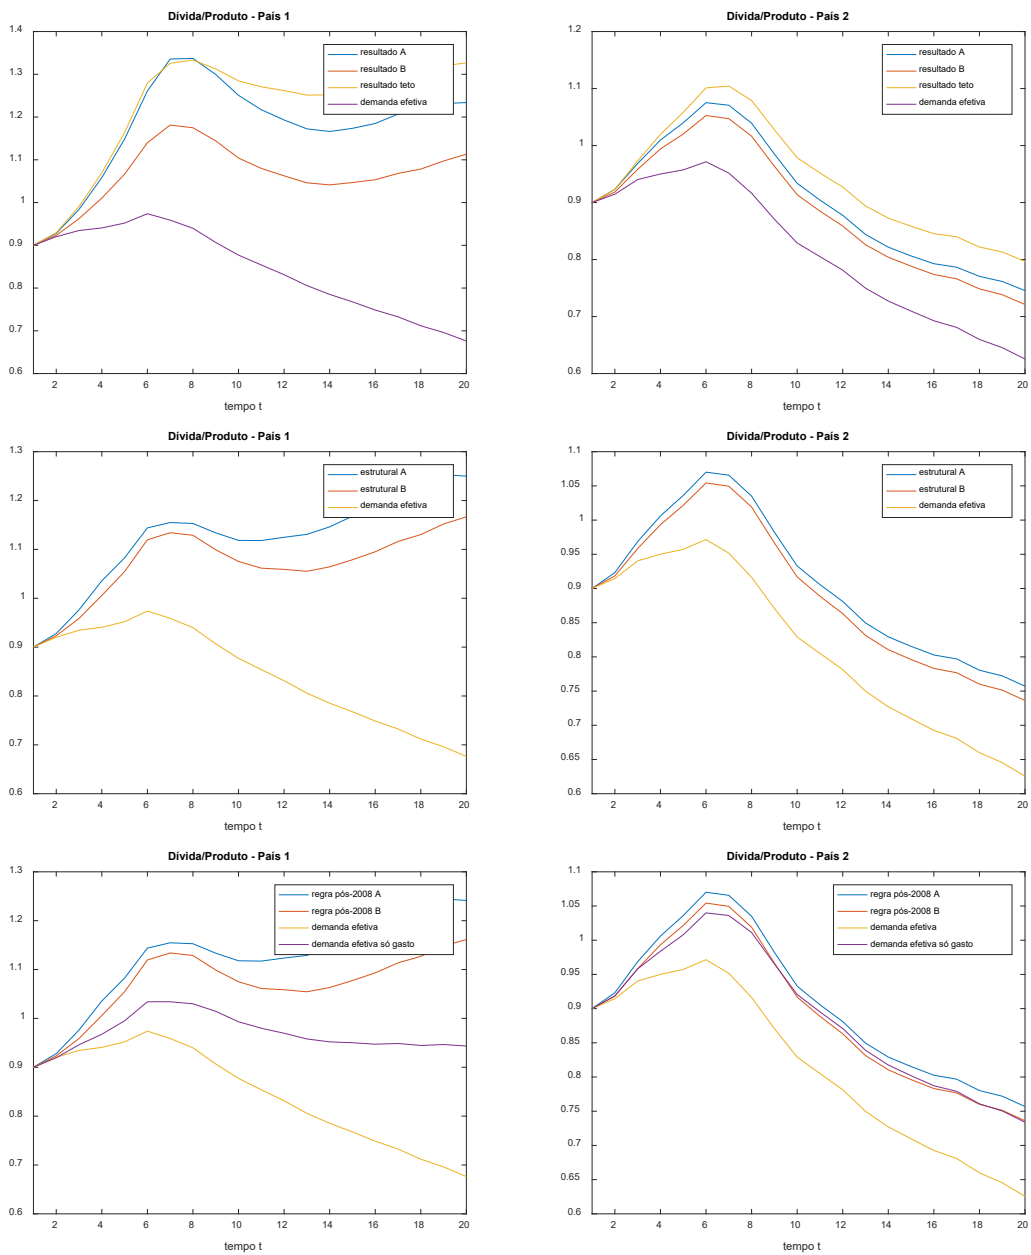 Dívida/Produto - País 1
1.4
1.3
1.2
1.1
1
0.9
0.8
0.7
0.6
resultado A
resultado B
resultado teto
demanda efetiva
2 4 6 8 10 12 14 16 18 20
tempo t
Dívida/Produto - País 2
1.2
1.1
1
0.9
0.8
0.7
0.6
resultado A
resultado B
resultado teto
demanda efetiva
2 4 6 8 10 12 14 16 18 20
tempo t
Dívida/Produto - País 1
1.3
1.2
1.1
1
0.9
0.8
0.7
0.6
estrutural A
estrutural B
demanda efetiva
2 4 6 8 10 12 14 16 18 20
tempo t
Dívida/Produto - País 2
1.1
1.05
1
0.95
0.9
0.85
0.8
0.75
0.7
0.65
0.6
estrutural A
estrutural B
demanda efetiva
2 4 6 8 10 12 14 16 18 20
tempo t
Dívida/Produto - País 1
1.3
1.2
1.1
1
0.9
0.8
0.7
0.6
regra pós-2008 A
regra pós-2008 B
demanda efetiva
demanda efetiva só gasto
2 4 6 8 10 12 14 16 18 20
tempo t
Dívida/Produto - País 2
1.1
1.05
1
0.95
0.9
0.85
0.8
0.75
0.7
0.65
0.6
regra pós-2008 A
regra pós-2008 B
demanda efetiva
demanda efetiva só gasto
2 4 6 8 10 12 14 16 18 20
tempo t